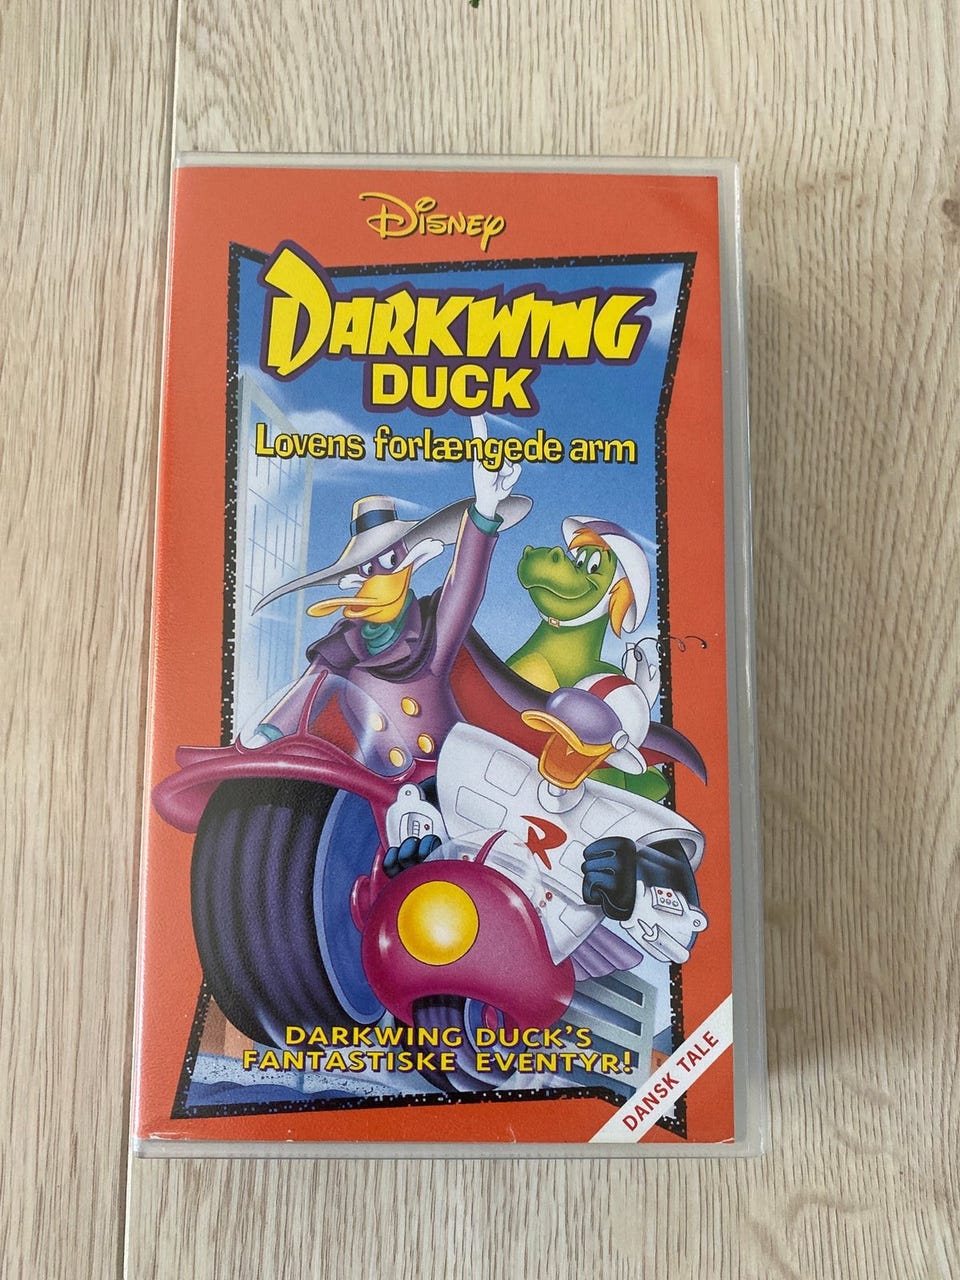 Disney
DARKWING
DUCK
Lovens forlængede arm
R
DARKWING DUCK'S
FANTASTISKE EVENTYR!
DANSK TALE